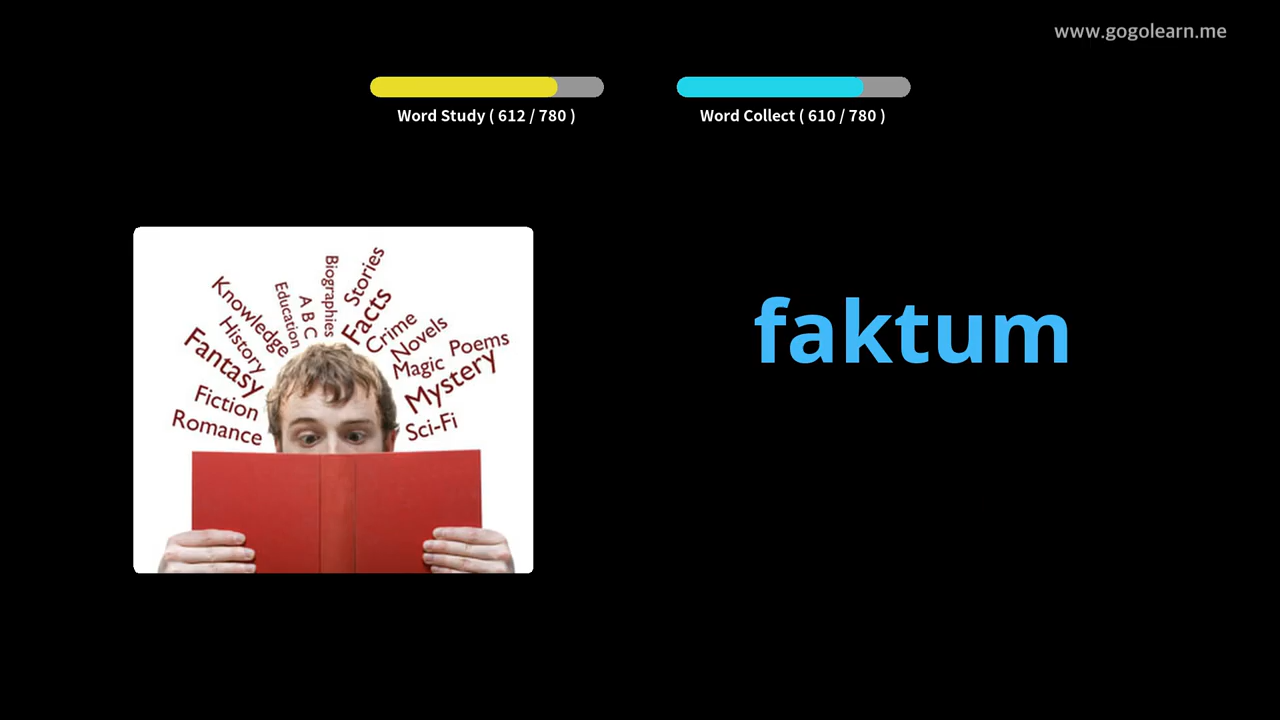 www.gogolearn.me
Word Study ( 612 / 780 )
Word Collect ( 610 / 780 )
faktum
Biographies
Stories
Education
A B C
Facts
Knowledge
Crime
History
Novels
Poems
Fantasy
Magic
Mystery
Fiction
Romance
Sci-Fi